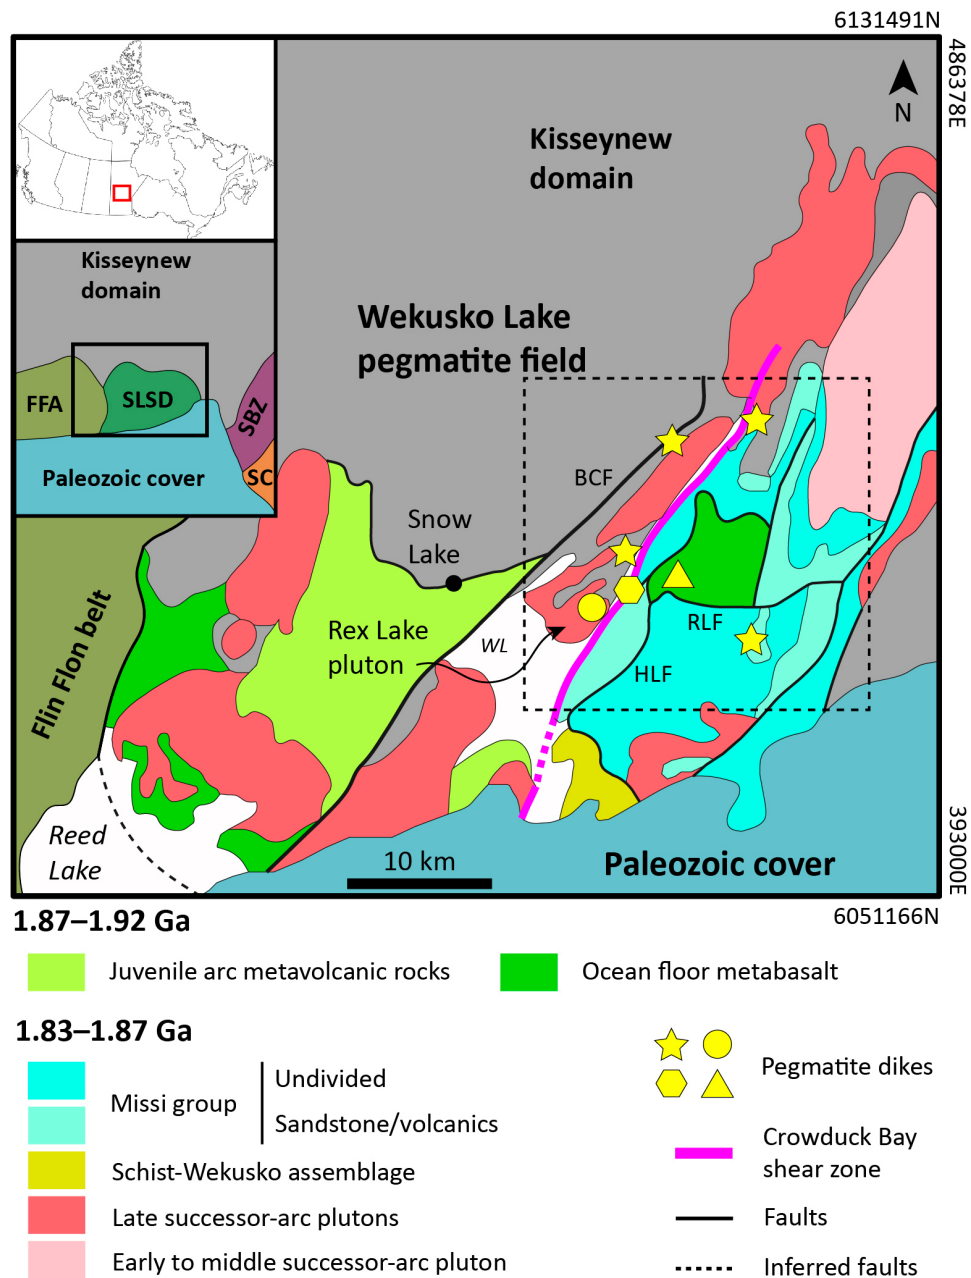 6131491N
486378E
N
Kisseynew
domain
Kisseynew
domain
Wekusko Lake
pegmatite field
FFA
SLSD
SBZ
SC
Paleozoic cover
BCF
Snow
Lake
Rex Lake
pluton
WL
RLF
HLF
Flin Flon belt
Reed
Lake
10 km
Paleozoic cover
393000E
6051166N
1.87–1.92 Ga
Juvenile arc metavolcanic rocks
Ocean floor metabasalt
1.83–1.87 Ga
Missi group
Undivided
Sandstone/volcanics
Schist-Wekusko assemblage
Late successor-arc plutons
Early to middle successor-arc pluton
Pegmatite dikes
Crowduck Bay
shear zone
Faults
Inferred faults